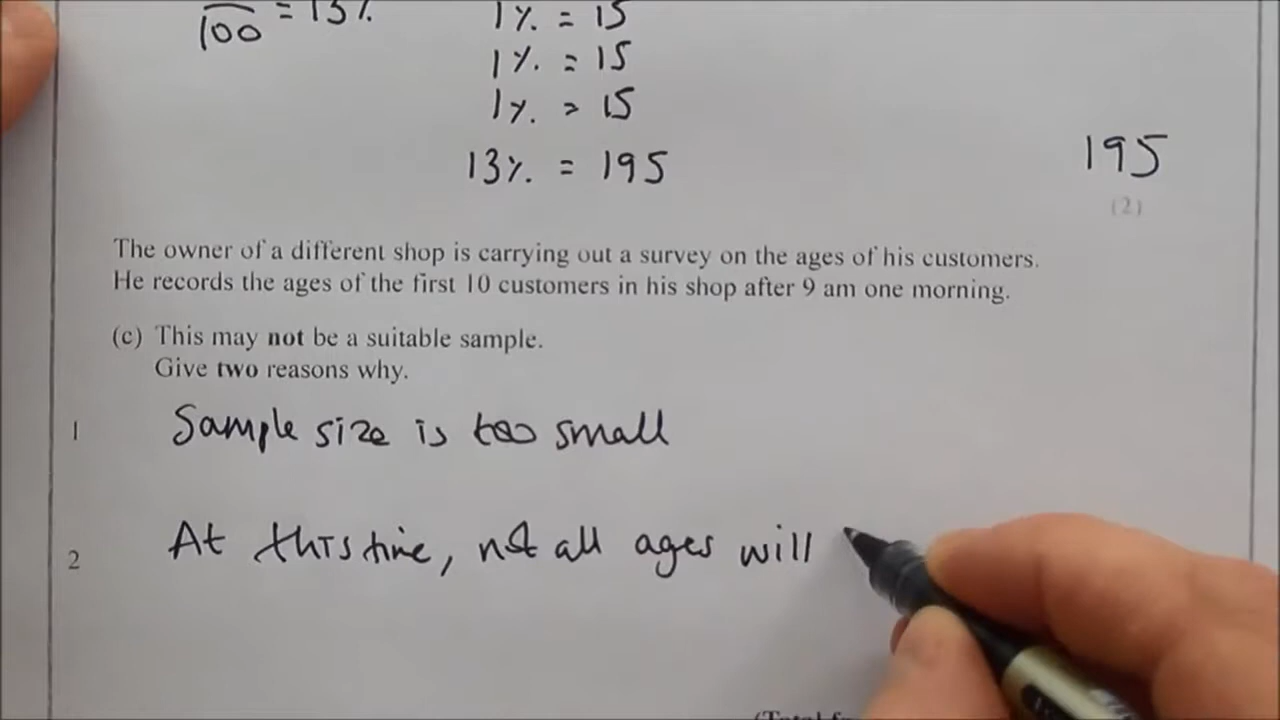 100 = 13%
1% = 15
1% = 15
1% = 15
13% = 195
195
(2)
The owner of a different shop is carrying out a survey on the ages of his customers.
He records the ages of the first 10 customers in his shop after 9 am one morning.
(c) This may not be a suitable sample.
Give two reasons why.
1 Sample size is too small
2 At this time, not all ages will
(Total